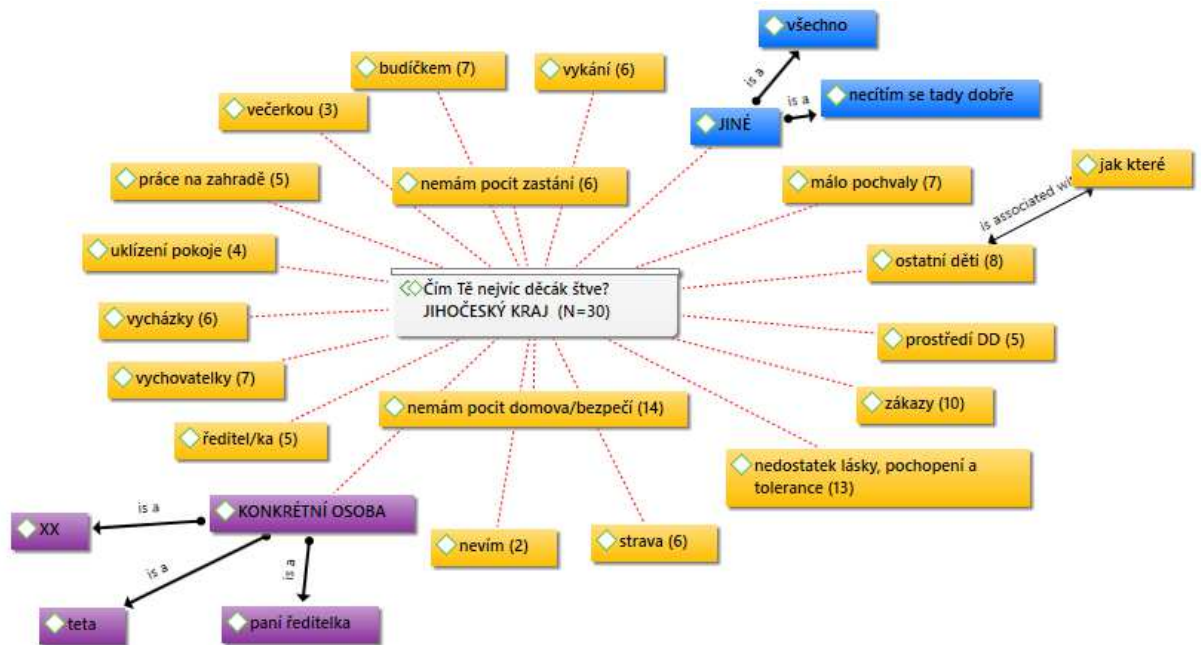 všechno
budíčkem (7)
vykání (6)
necítím se tady dobře
is a
is a
večerkou (3)
JINÉ
jak které
práce na zahradě (5)
nemám pocit zastání (6)
málo pochvaly (7)
is associated
uklízení pokoje (4)
ostatní děti (8)
Čím Tě nejvíc děcák štve?
JIHOČESKÝ KRAJ (N=30)
vycházky (6)
prostředí DD (5)
vychovatelky (7)
nemám pocit domova/bezpečí (14)
zákazy (10)
ředitel/ka (5)
nedostatek lásky, pochopení a
tolerance (13)
KONKRÉTNÍ OSOBA
is a
XX
nevím (2)
strava (6)
is a
is a
teta
paní ředitelka